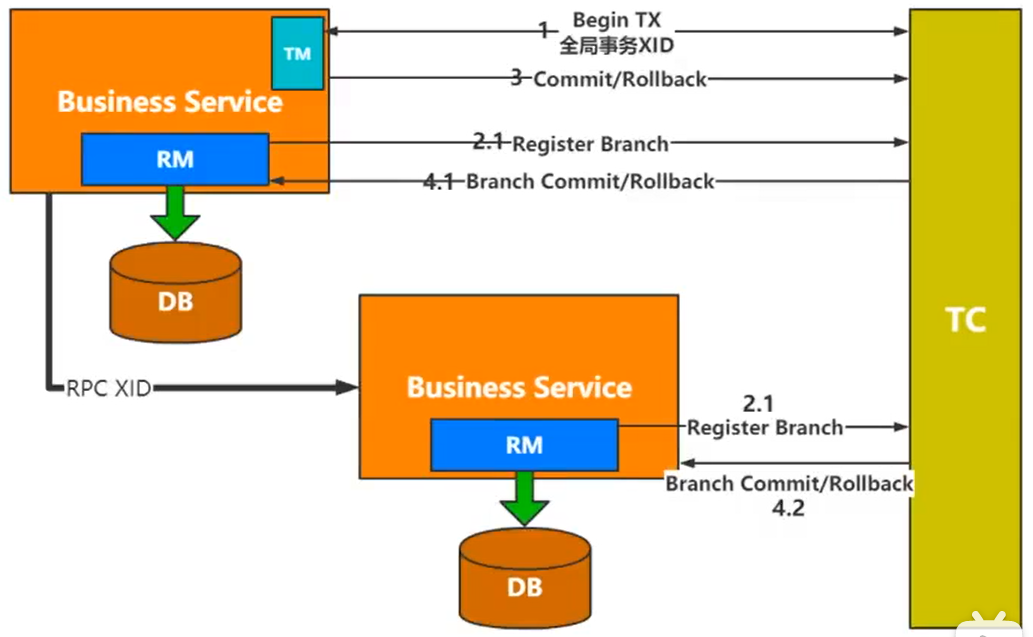 1
Begin TX
全局事务XID
TM
3 Commit/Rollback
Business Service
2.1 Register Branch
RM
4.1 Branch Commit/Rollback
DB
TC
RPC XID
Business Service
2.1
Register Branch
RM
Branch Commit/Rollback
4.2
DB